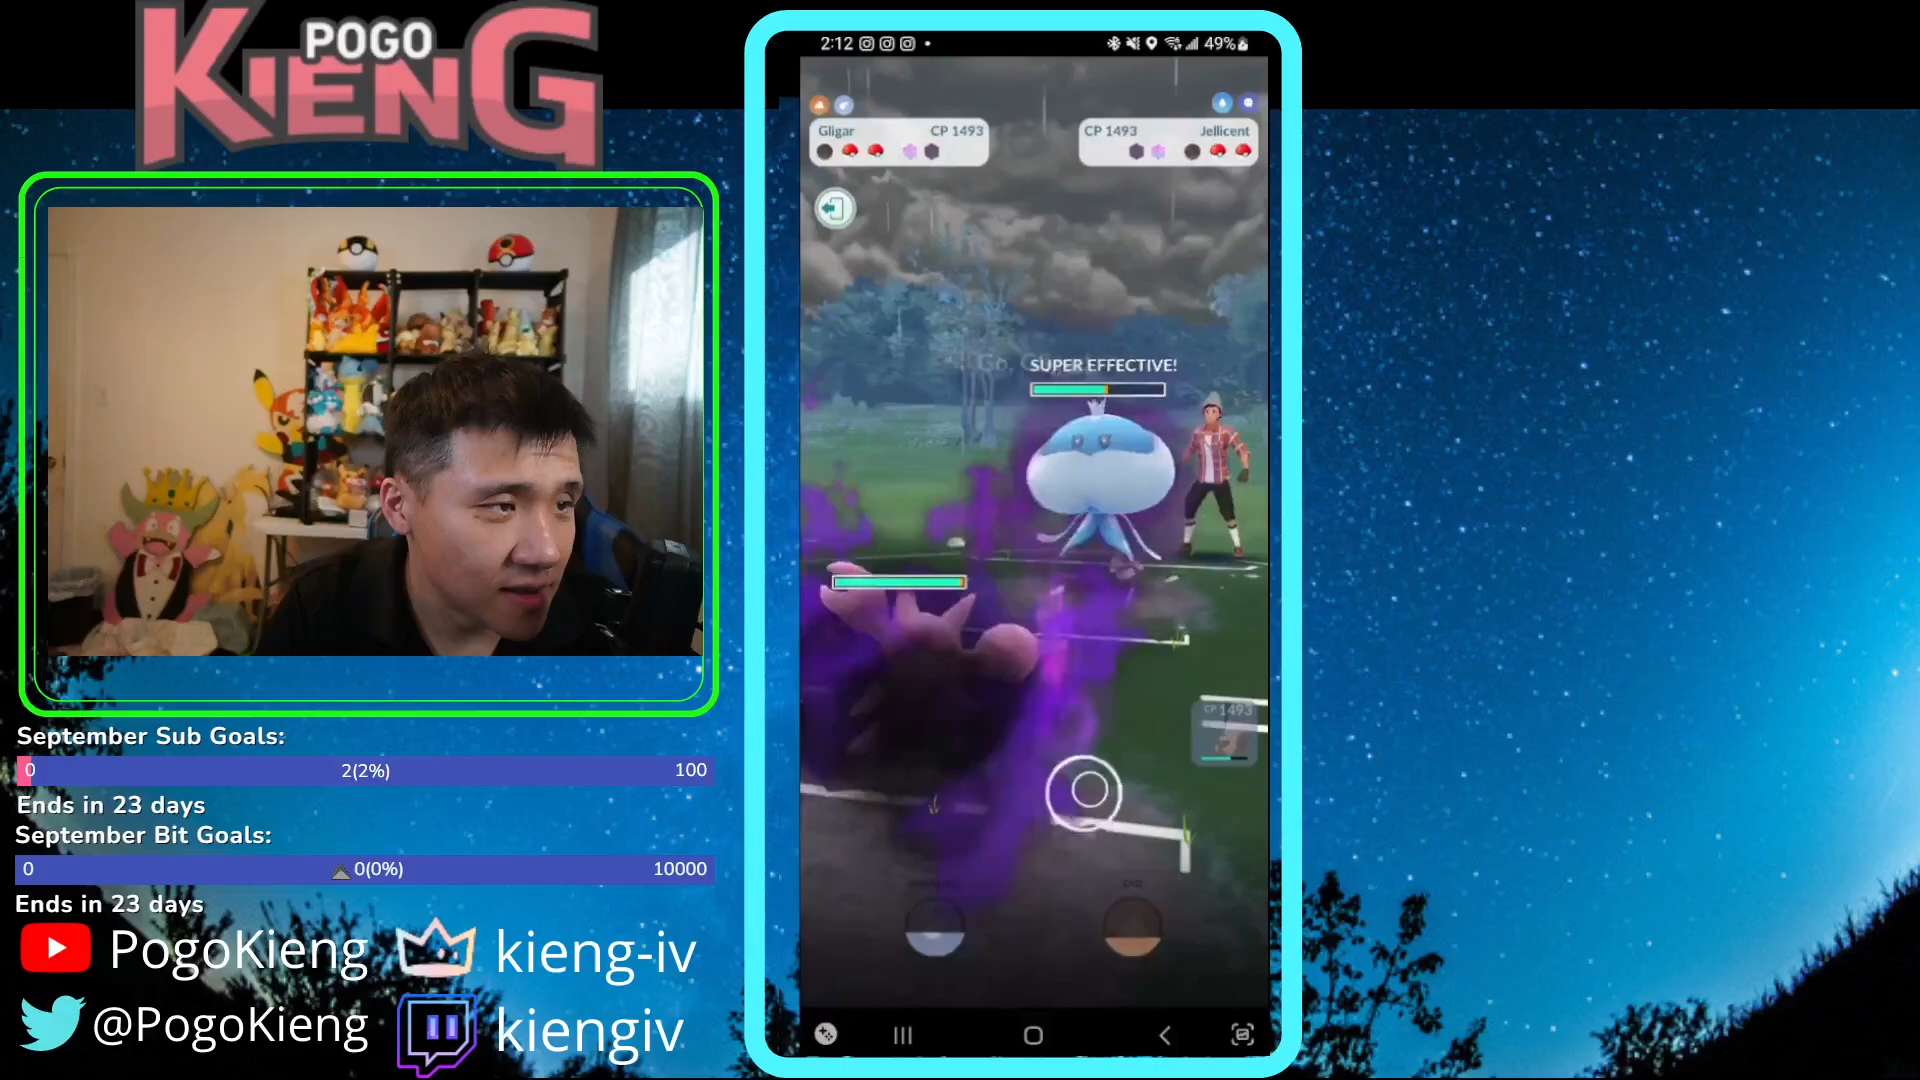 POGO
KIENG
2:12
49%
Gligar CP 1493
CP 1493 Jellicent
SUPER EFFECTIVE!
CP 1493
September Sub Goals:
0 2(2%) 100
Ends in 23 days
September Bit Goals:
0 0(0%) 10000
Ends in 23 days
PogoKieng kieng-iv
@PogoKieng kiengiv